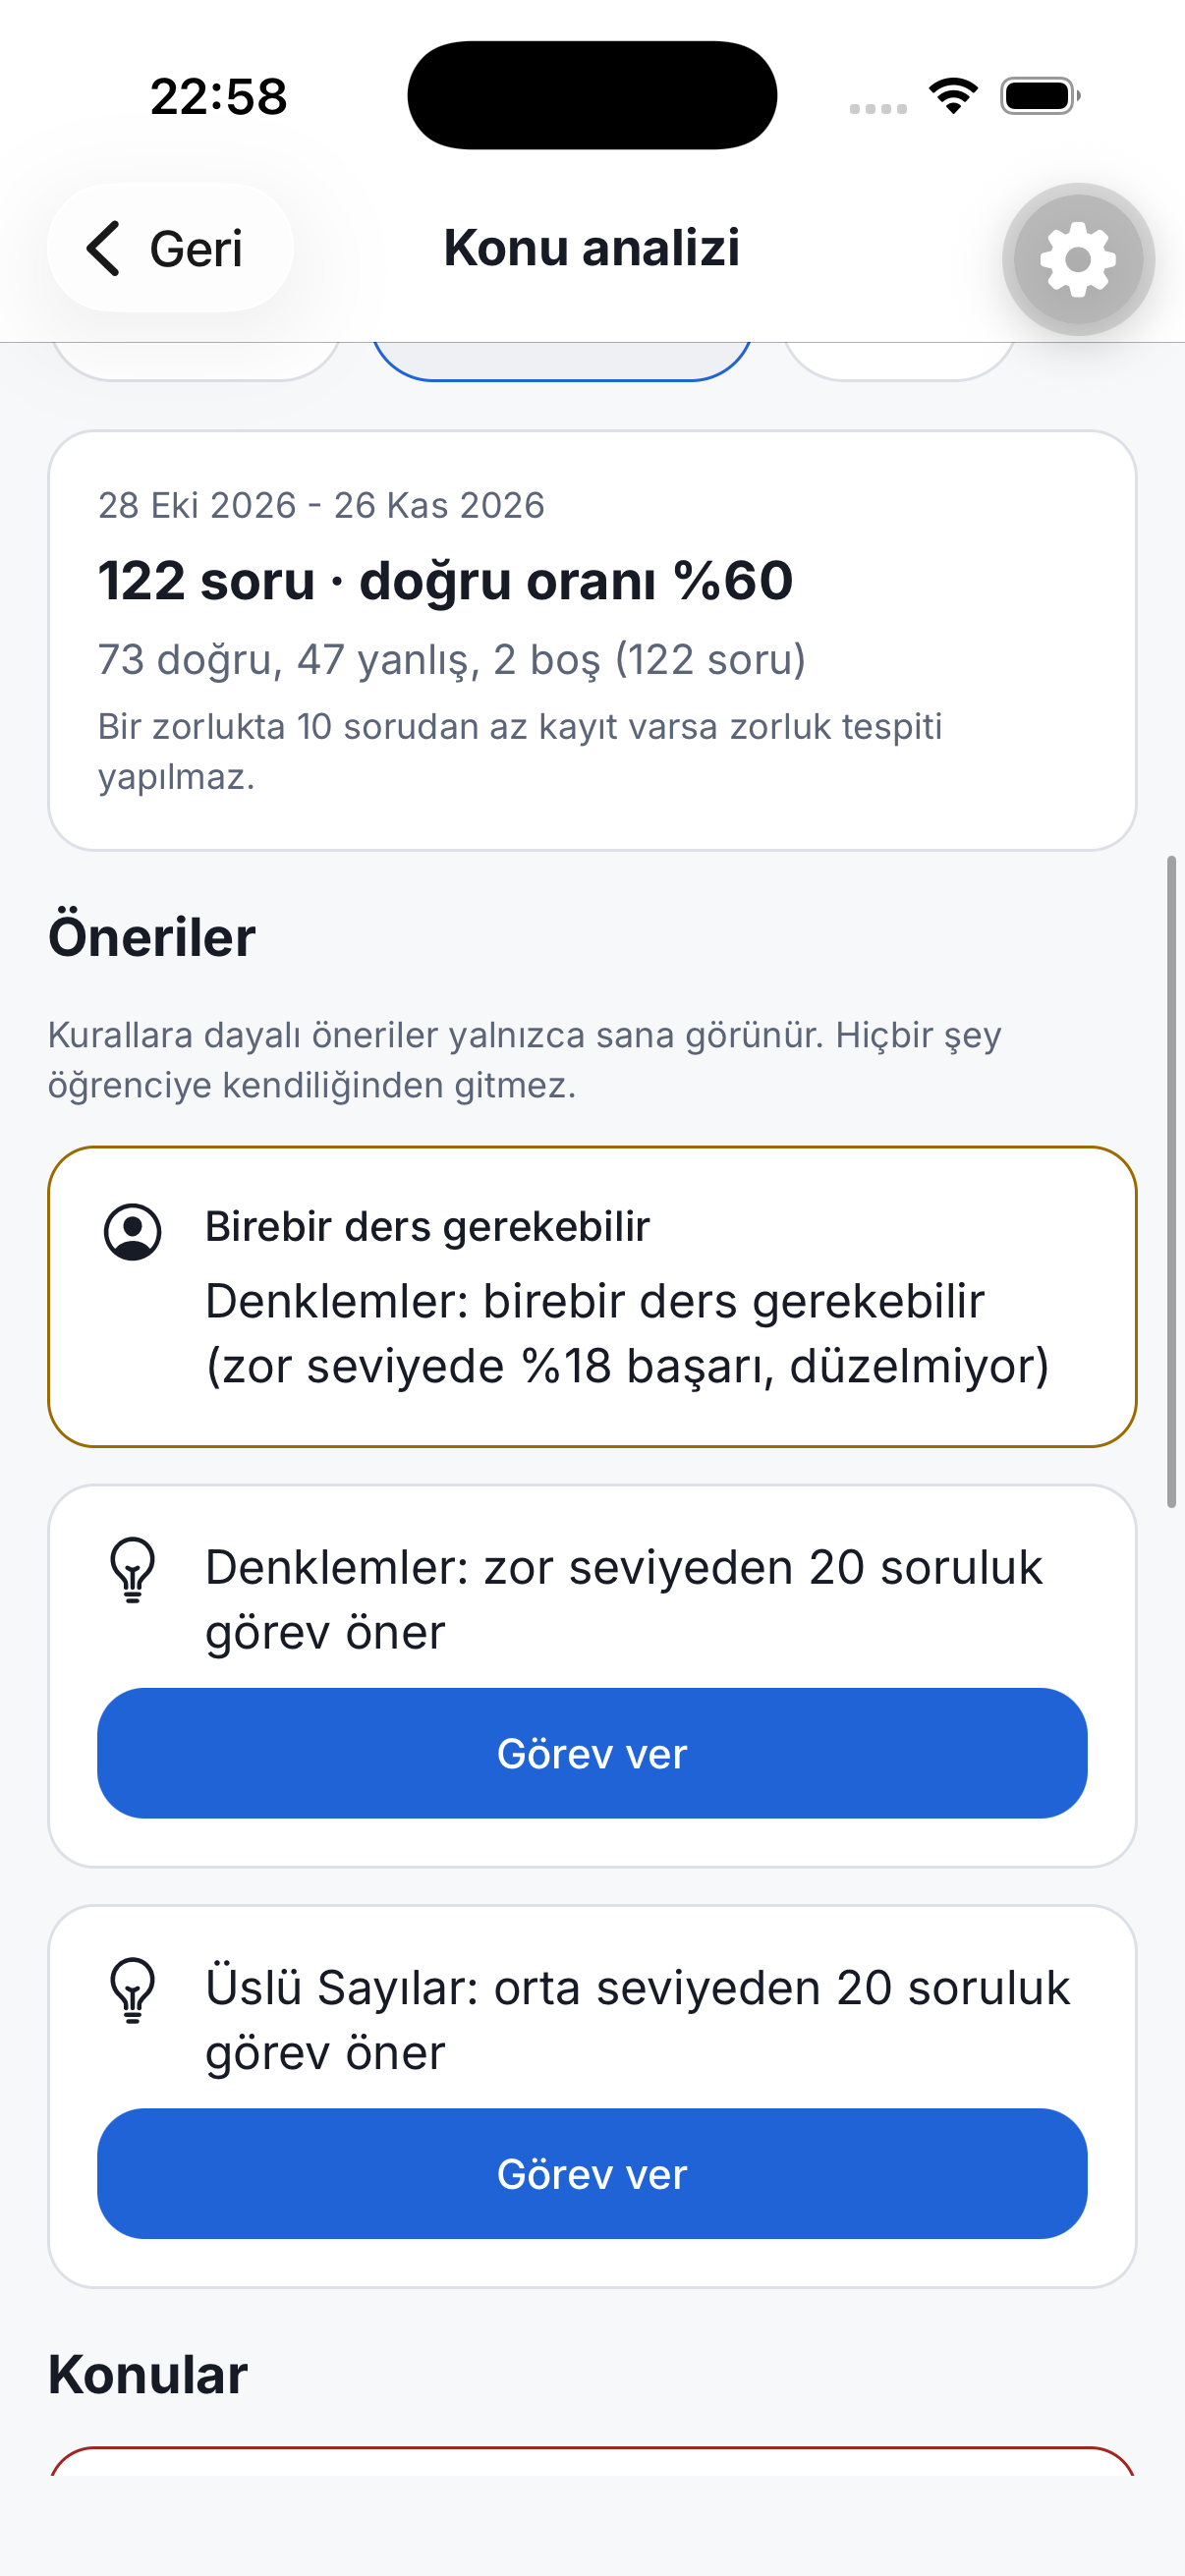 22:58
Geri
Konu analizi
28 Eki 2026 - 26 Kas 2026
122 soru · doğru oranı %60
73 doğru, 47 yanlış, 2 boş (122 soru)
Bir zorlukta 10 sorudan az kayıt varsa zorluk tespiti
yapılmaz.
Öneriler
Kurallara dayalı öneriler yalnızca sana görünür. Hiçbir şey
öğrenciye kendiliğinden gitmez.
Birebir ders gerekebilir
Denklemler: birebir ders gerekebilir
(zor seviyede %18 başarı, düzelmiyor)
Denklemler: zor seviyeden 20 soruluk
görev öner
Görev ver
Üslü Sayılar: orta seviyeden 20 soruluk
görev öner
Görev ver
Konular